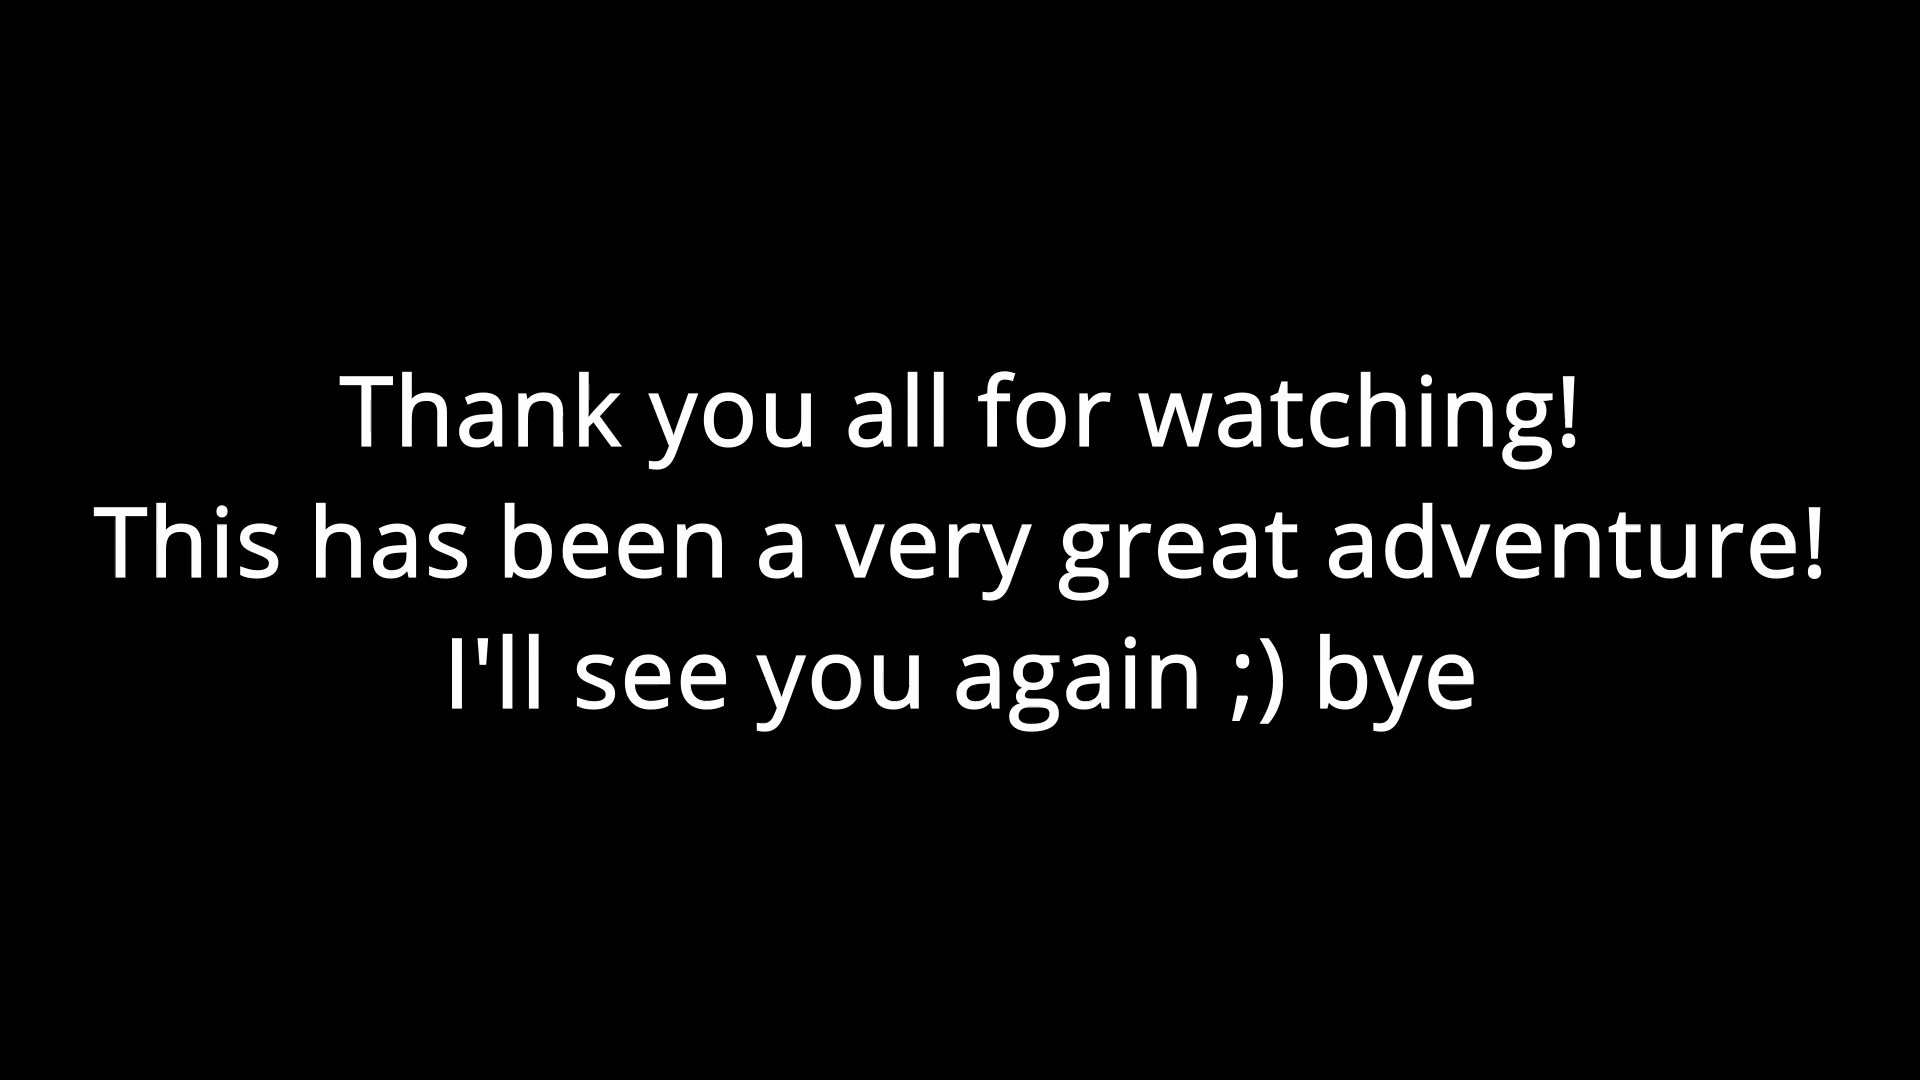 Thank you all for watching!
This has been a very great adventure!
I'll see you again ;) bye